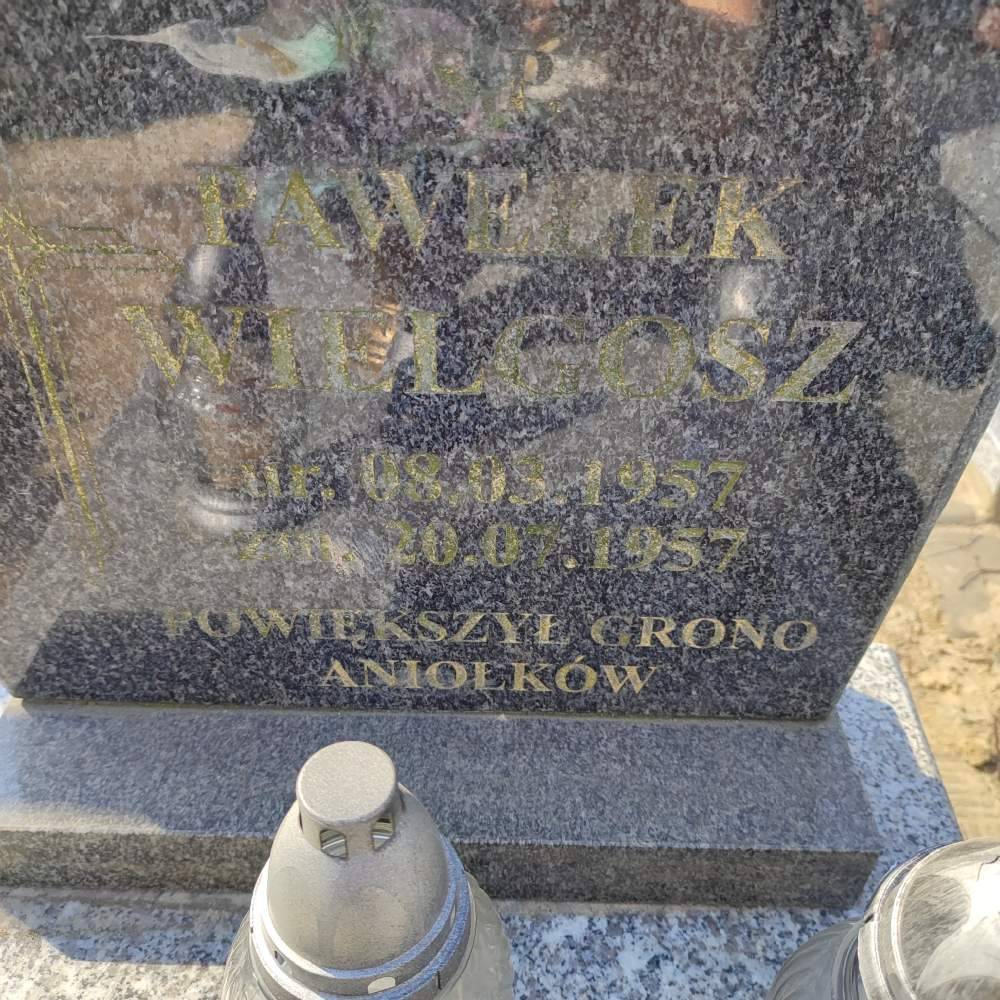 P.
PAWEŁEK
WIELGOSZ
ur. 08.03.1957
zm. 20.07.1957
POWIĘKSZYŁ GRONO
ANIOŁKÓW